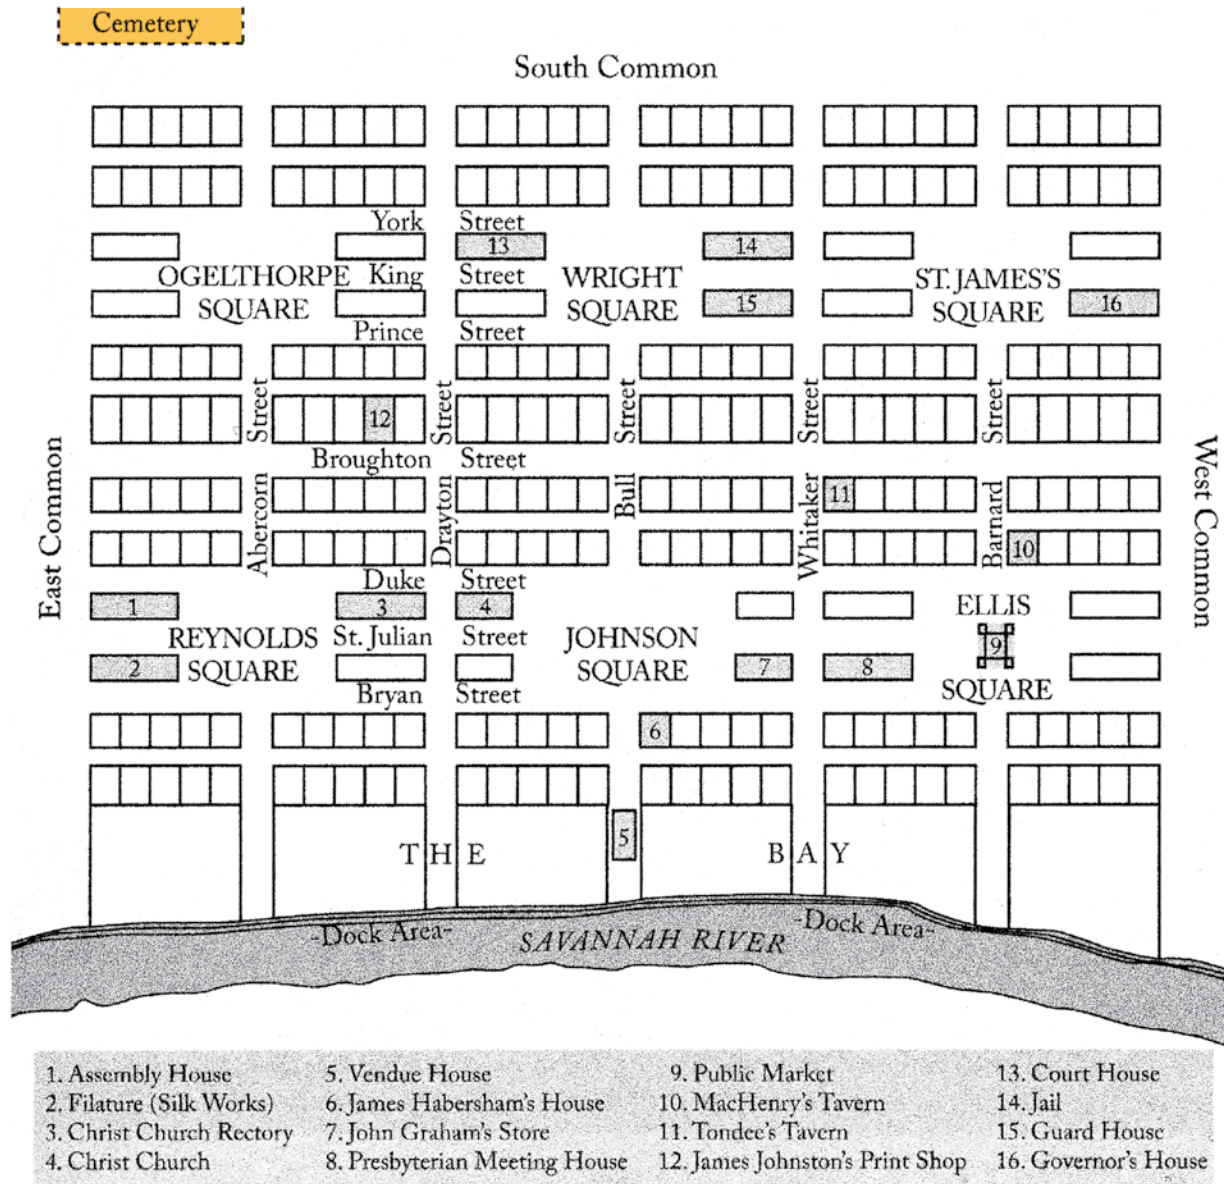 Cemetery
South Common
York Street
13
14
OGELTHORPE King Street WRIGHT ST. JAMES'S
SQUARE SQUARE SQUARE
15
16
Prince Street
12
Street Street Street Street Street
Broughton Street
Abercorn Drayton Bull Whitaker Barnard
11
10
East Common
West Common
Duke Street
1
3
4
ELLIS
REYNOLDS St. Julian Street JOHNSON
9
SQUARE SQUARE
2
7
8
SQUARE
Bryan Street
6
5
THE BAY
-Dock Area-
SAVANNAH RIVER
-Dock Area-
1. Assembly House
2. Filature (Silk Works)
3. Christ Church Rectory
4. Christ Church
5. Vendue House
6. James Habersham's House
7. John Graham's Store
8. Presbyterian Meeting House
9. Public Market
10. MacHenry's Tavern
11. Tondee's Tavern
12. James Johnston's Print Shop
13. Court House
14. Jail
15. Guard House
16. Governor's House